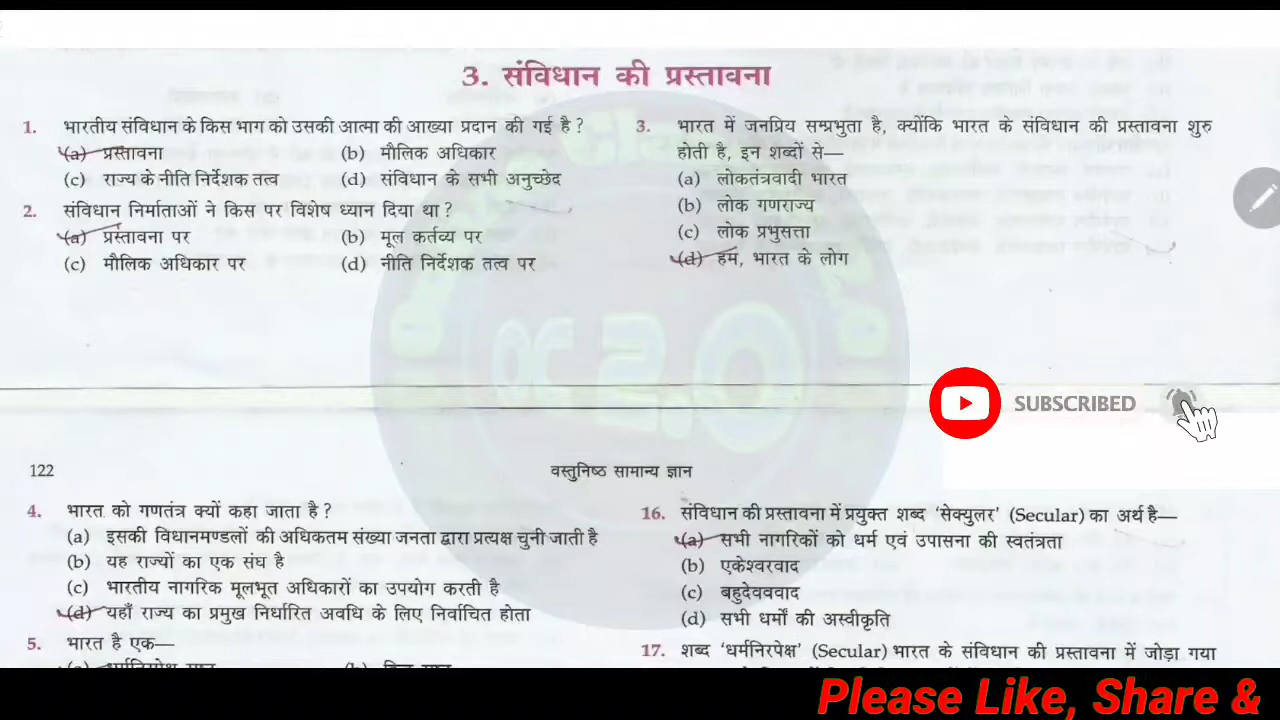 3. संविधान की प्रस्तावना
1. भारतीय संविधान के किस भाग को उसकी आत्मा की आख्या प्रदान की गई है ?
(a) प्रस्तावना (b) मौलिक अधिकार
(c) राज्य के नीति निर्देशक तत्व (d) संविधान के सभी अनुच्छेद
2. संविधान निर्माताओं ने किस पर विशेष ध्यान दिया था ?
(a) प्रस्तावना पर (b) मूल कर्तव्य पर
(c) मौलिक अधिकार पर (d) नीति निर्देशक तत्व पर
3. भारत में जनप्रिय सम्प्रभुता है, क्योंकि भारत के संविधान की प्रस्तावना शुरु
होती है, इन शब्दों से—
(a) लोकतंत्रवादी भारत
(b) लोक गणराज्य
(c) लोक प्रभुसत्ता
(d) हम, भारत के लोग
SUBSCRIBED
122 वस्तुनिष्ठ सामान्य ज्ञान
4. भारत को गणतंत्र क्यों कहा जाता है ?
(a) इसकी विधानमण्डलों की अधिकतम संख्या जनता द्वारा प्रत्यक्ष चुनी जाती है
(b) यह राज्यों का एक संघ है
(c) भारतीय नागरिक मूलभूत अधिकारों का उपयोग करती है
(d) यहाँ राज्य का प्रमुख निर्धारित अवधि के लिए निर्वाचित होता
5. भारत है एक—
16. संविधान की प्रस्तावना में प्रयुक्त शब्द ‘सेक्युलर’ (Secular) का अर्थ है—
(a) सभी नागरिकों को धर्म एवं उपासना की स्वतंत्रता
(b) एकेश्वरवाद
(c) बहुदेवववाद
(d) सभी धर्मों की अस्वीकृति
17. शब्द ‘धर्मनिरपेक्ष’ (Secular) भारत के संविधान की प्रस्तावना में जोड़ा गया
Please Like, Share &